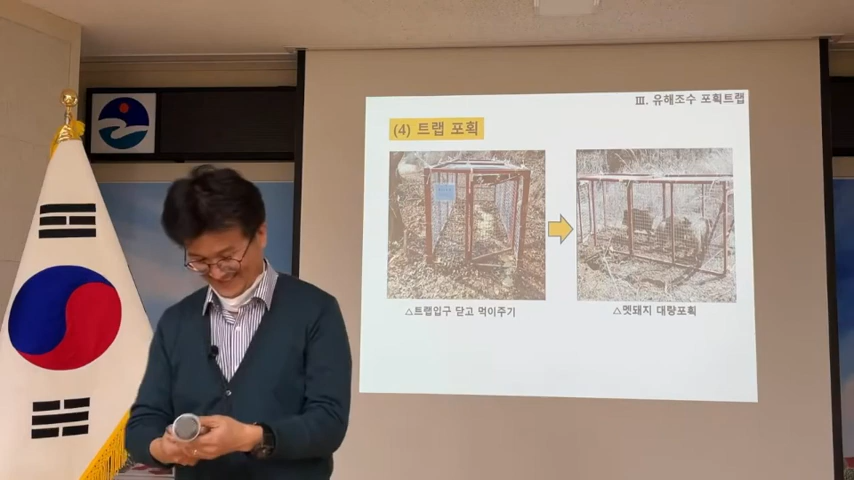 Ⅲ. 유해조수 포획트랩
(4) 트랩 포획
△트랩입구 닫고 먹이주기
△멧돼지 대량포획